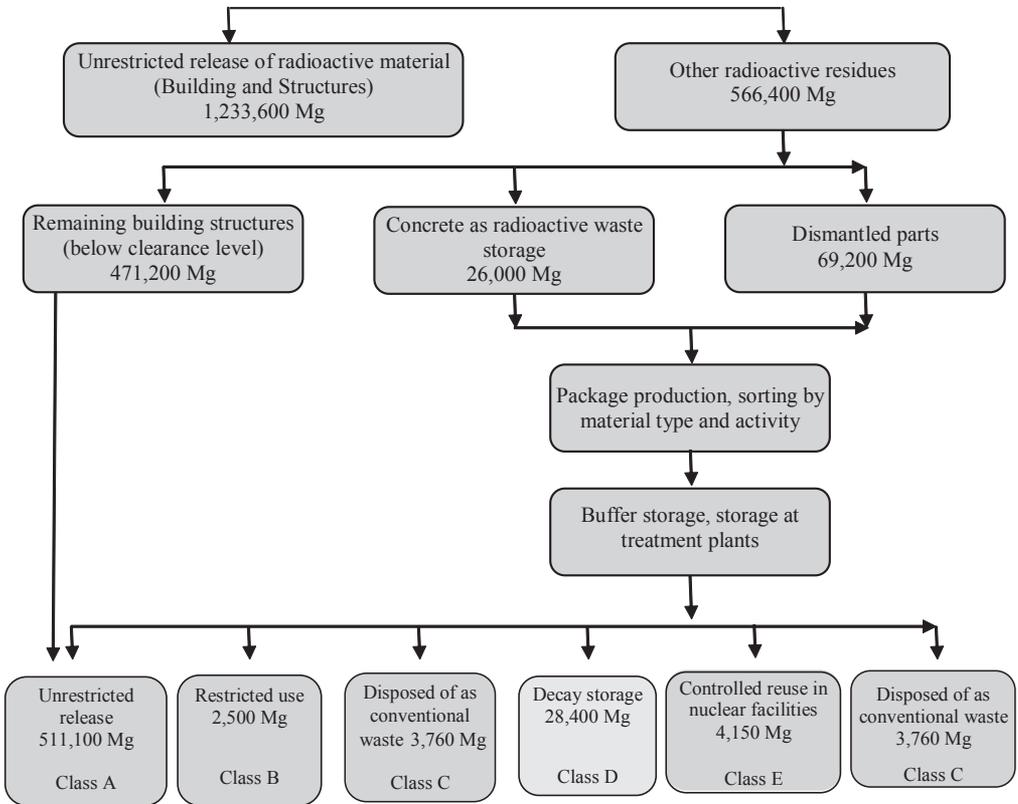 Unrestricted release of radioactive material
(Building and Structures)
1,233,600 Mg
Other radioactive residues
566,400 Mg
Remaining building structures
(below clearance level)
471,200 Mg
Concrete as radioactive waste
storage
26,000 Mg
Dismantled parts
69,200 Mg
Package production, sorting by
material type and activity
Buffer storage, storage at
treatment plants
Unrestricted
release
511,100 Mg
Class A
Restricted use
2,500 Mg
Class B
Disposed of as
conventional
waste 3,760 Mg
Class C
Decay storage
28,400 Mg
Class D
Controlled reuse in
nuclear facilities
4,150 Mg
Class E
Disposed of as
conventional waste
3,760 Mg
Class C